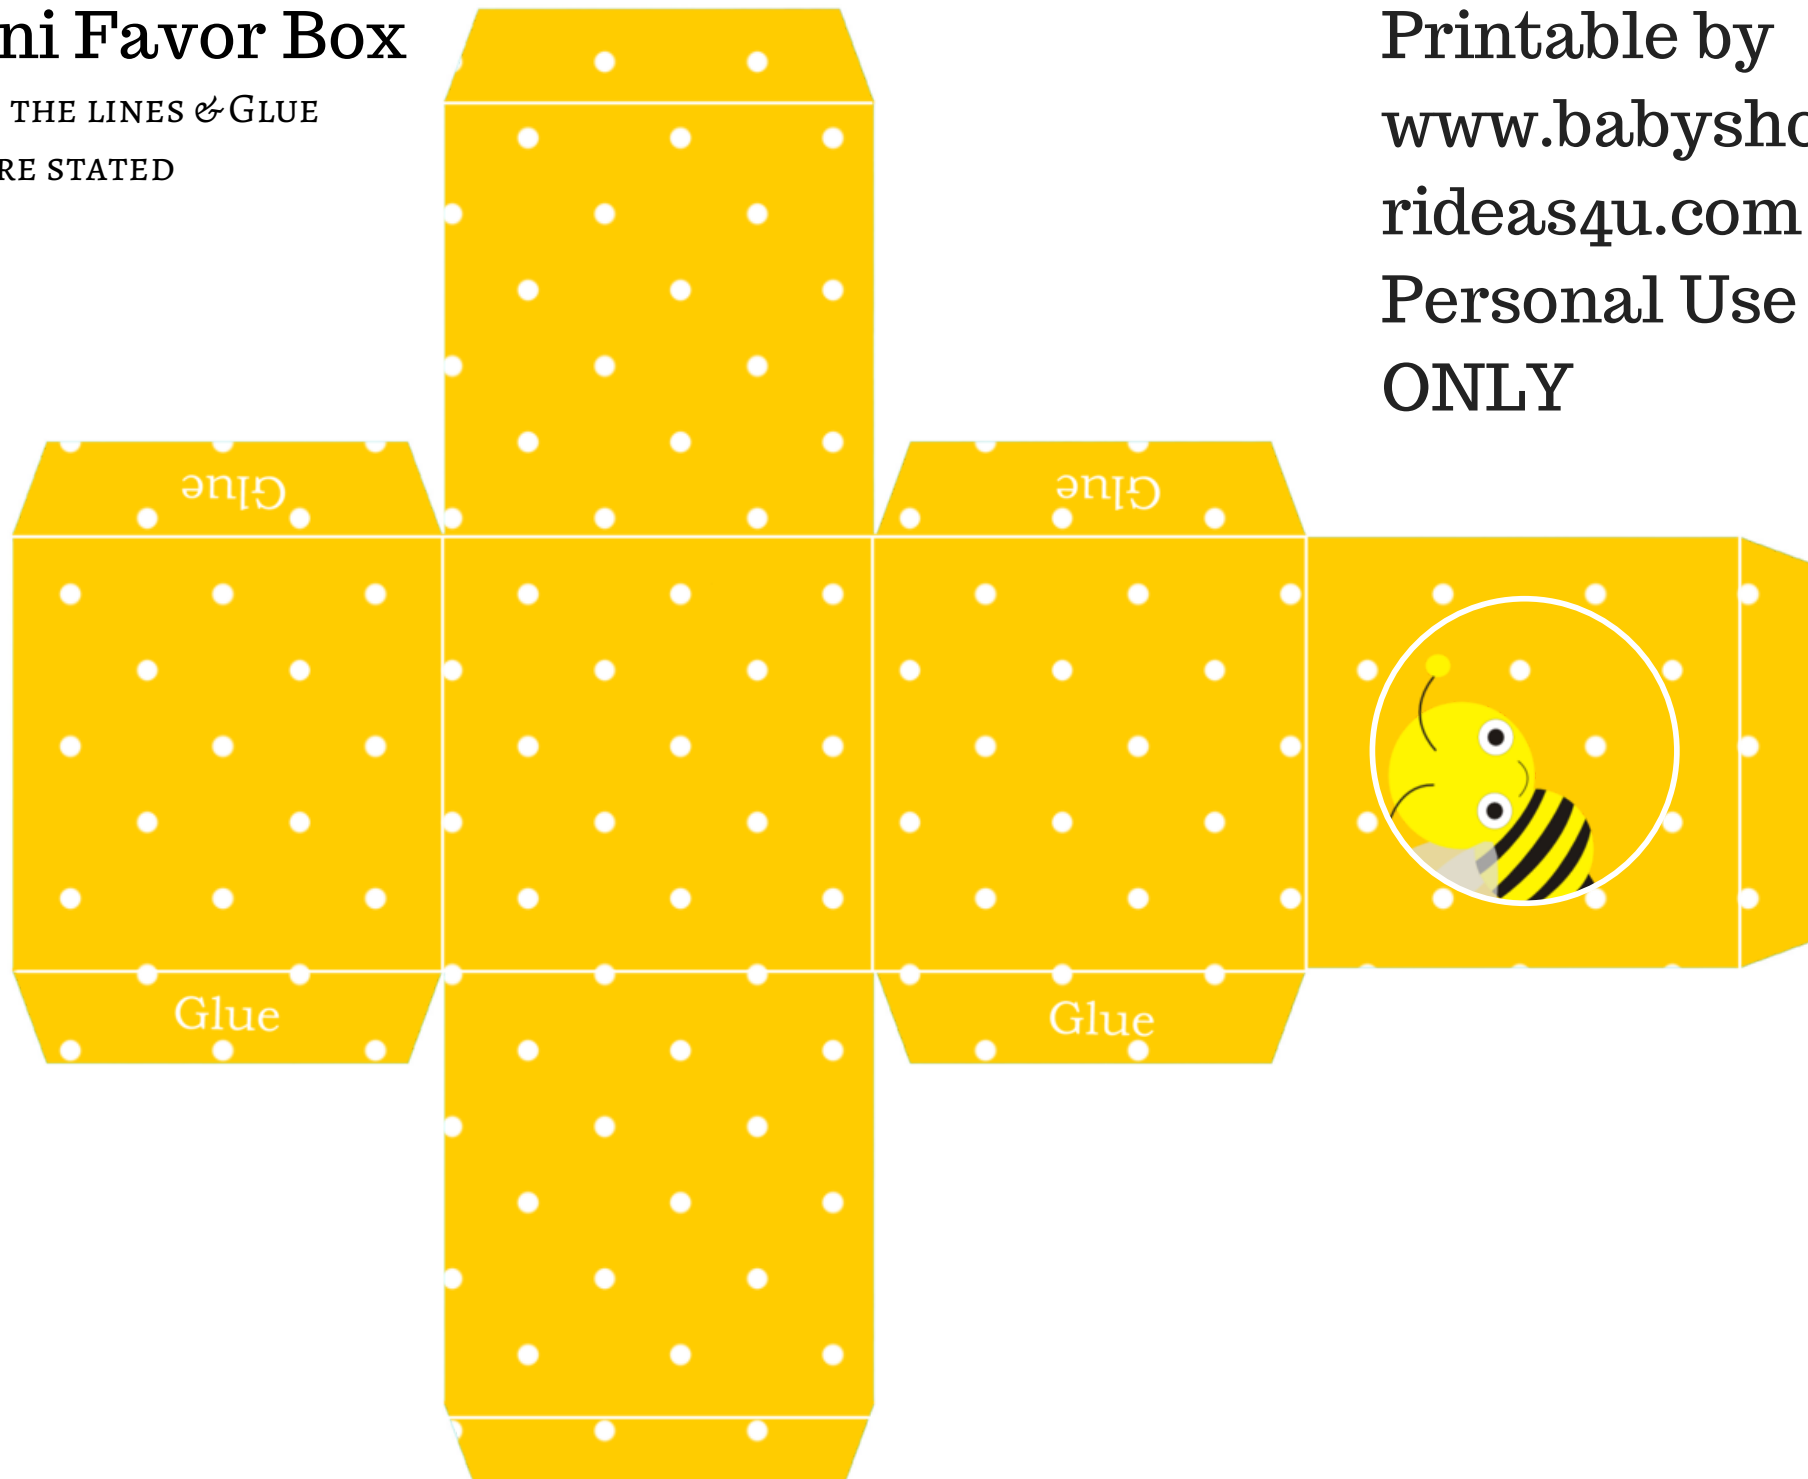 ni Favor Box
THE LINES & GLUE
RE STATED
Printable by
www.babysho
rideas4u.com
Personal Use
ONLY
Glue
Glue
Glue
Glue